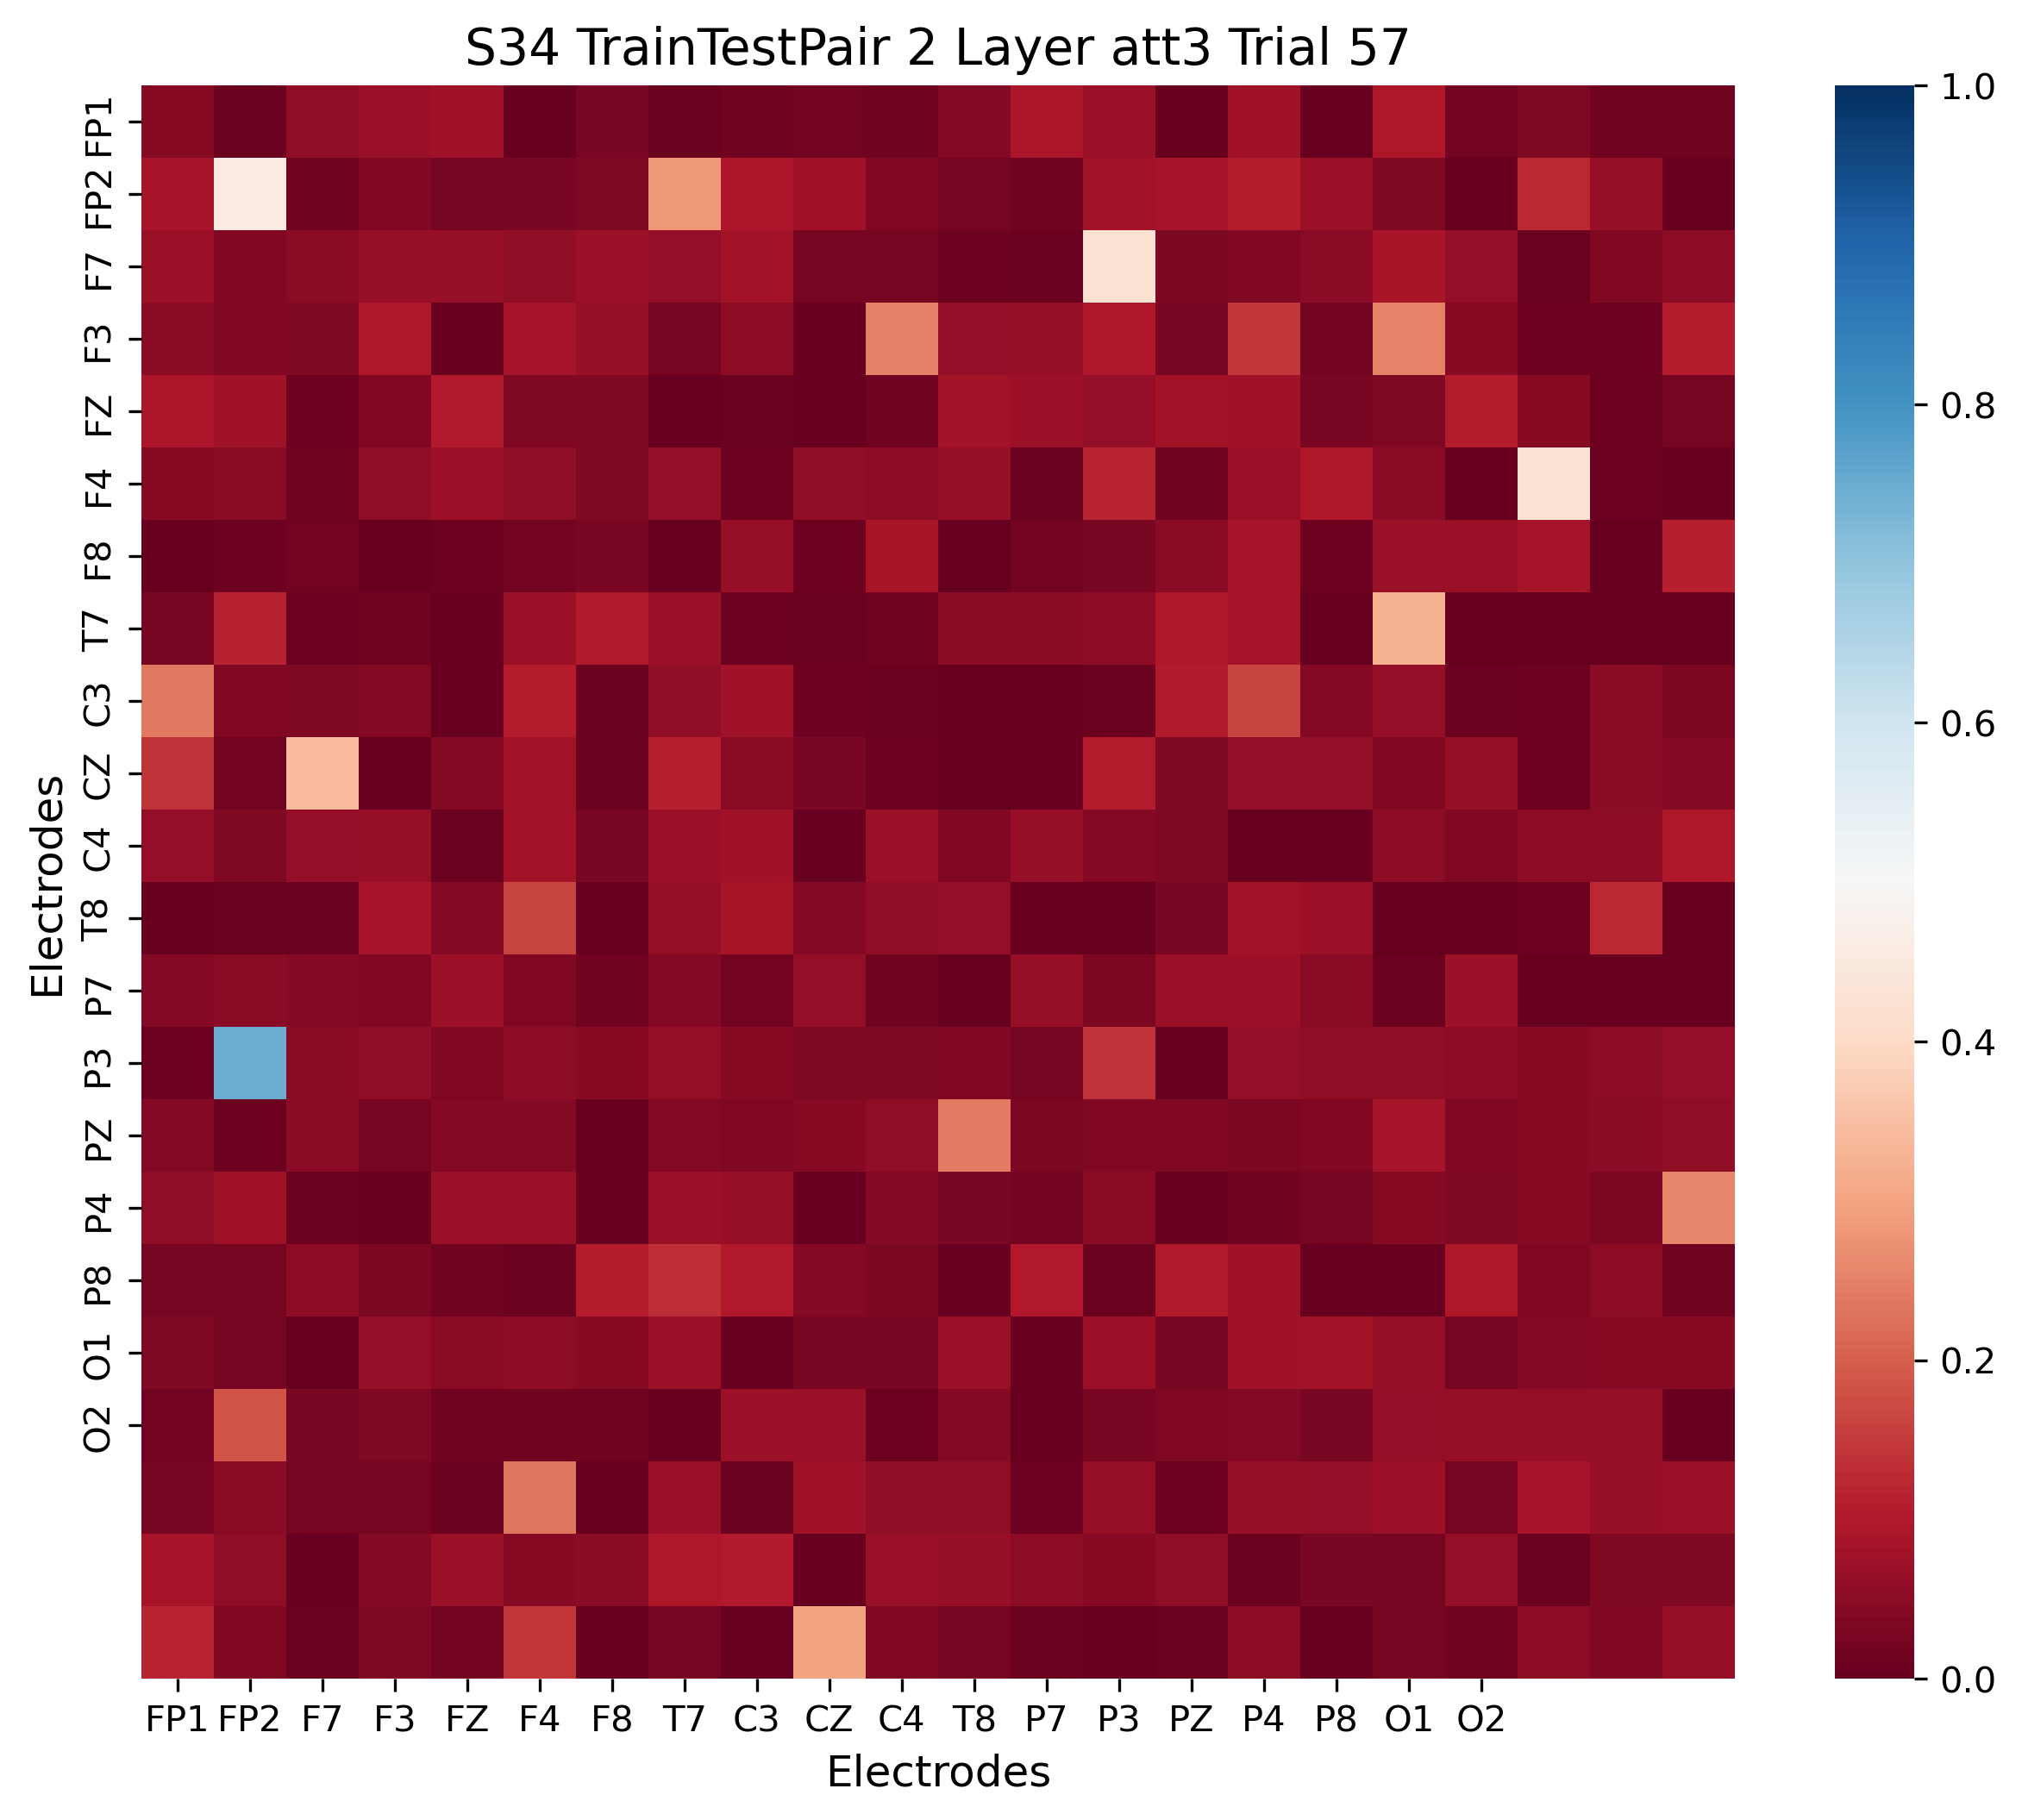 S34 TrainTestPair 2 Layer att3 Trial 57
Electrodes
FP1
FP2
F7
F3
FZ
F4
F8
T7
C3
CZ
C4
T8
P7
P3
PZ
P4
P8
O1
O2
FP1 FP2 F7 F3 FZ F4 F8 T7 C3 CZ C4 T8 P7 P3 PZ P4 P8 O1 O2
Electrodes
1.0
0.8
0.6
0.4
0.2
0.0